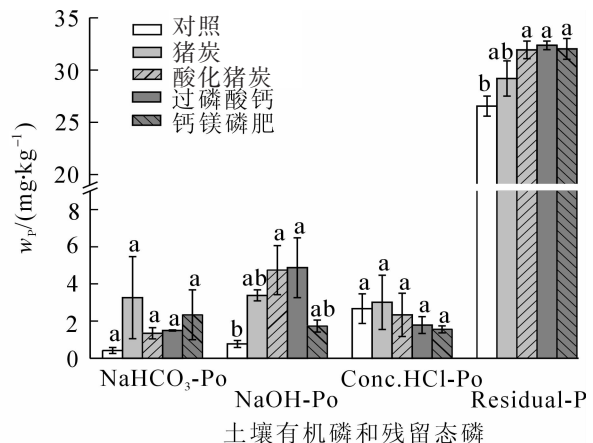 对照
猪炭
酸化猪炭
过磷酸钙
钙镁磷肥
wₚ/(mg·kg⁻¹)
35
30
25
8
6
4
2
0
a a a a a
b ab a a ab
a a a a a
b ab a a a
NaHCO₃-Po
NaOH-Po
Conc.HCl-Po
Residual-P
土壤有机磷和残留态磷